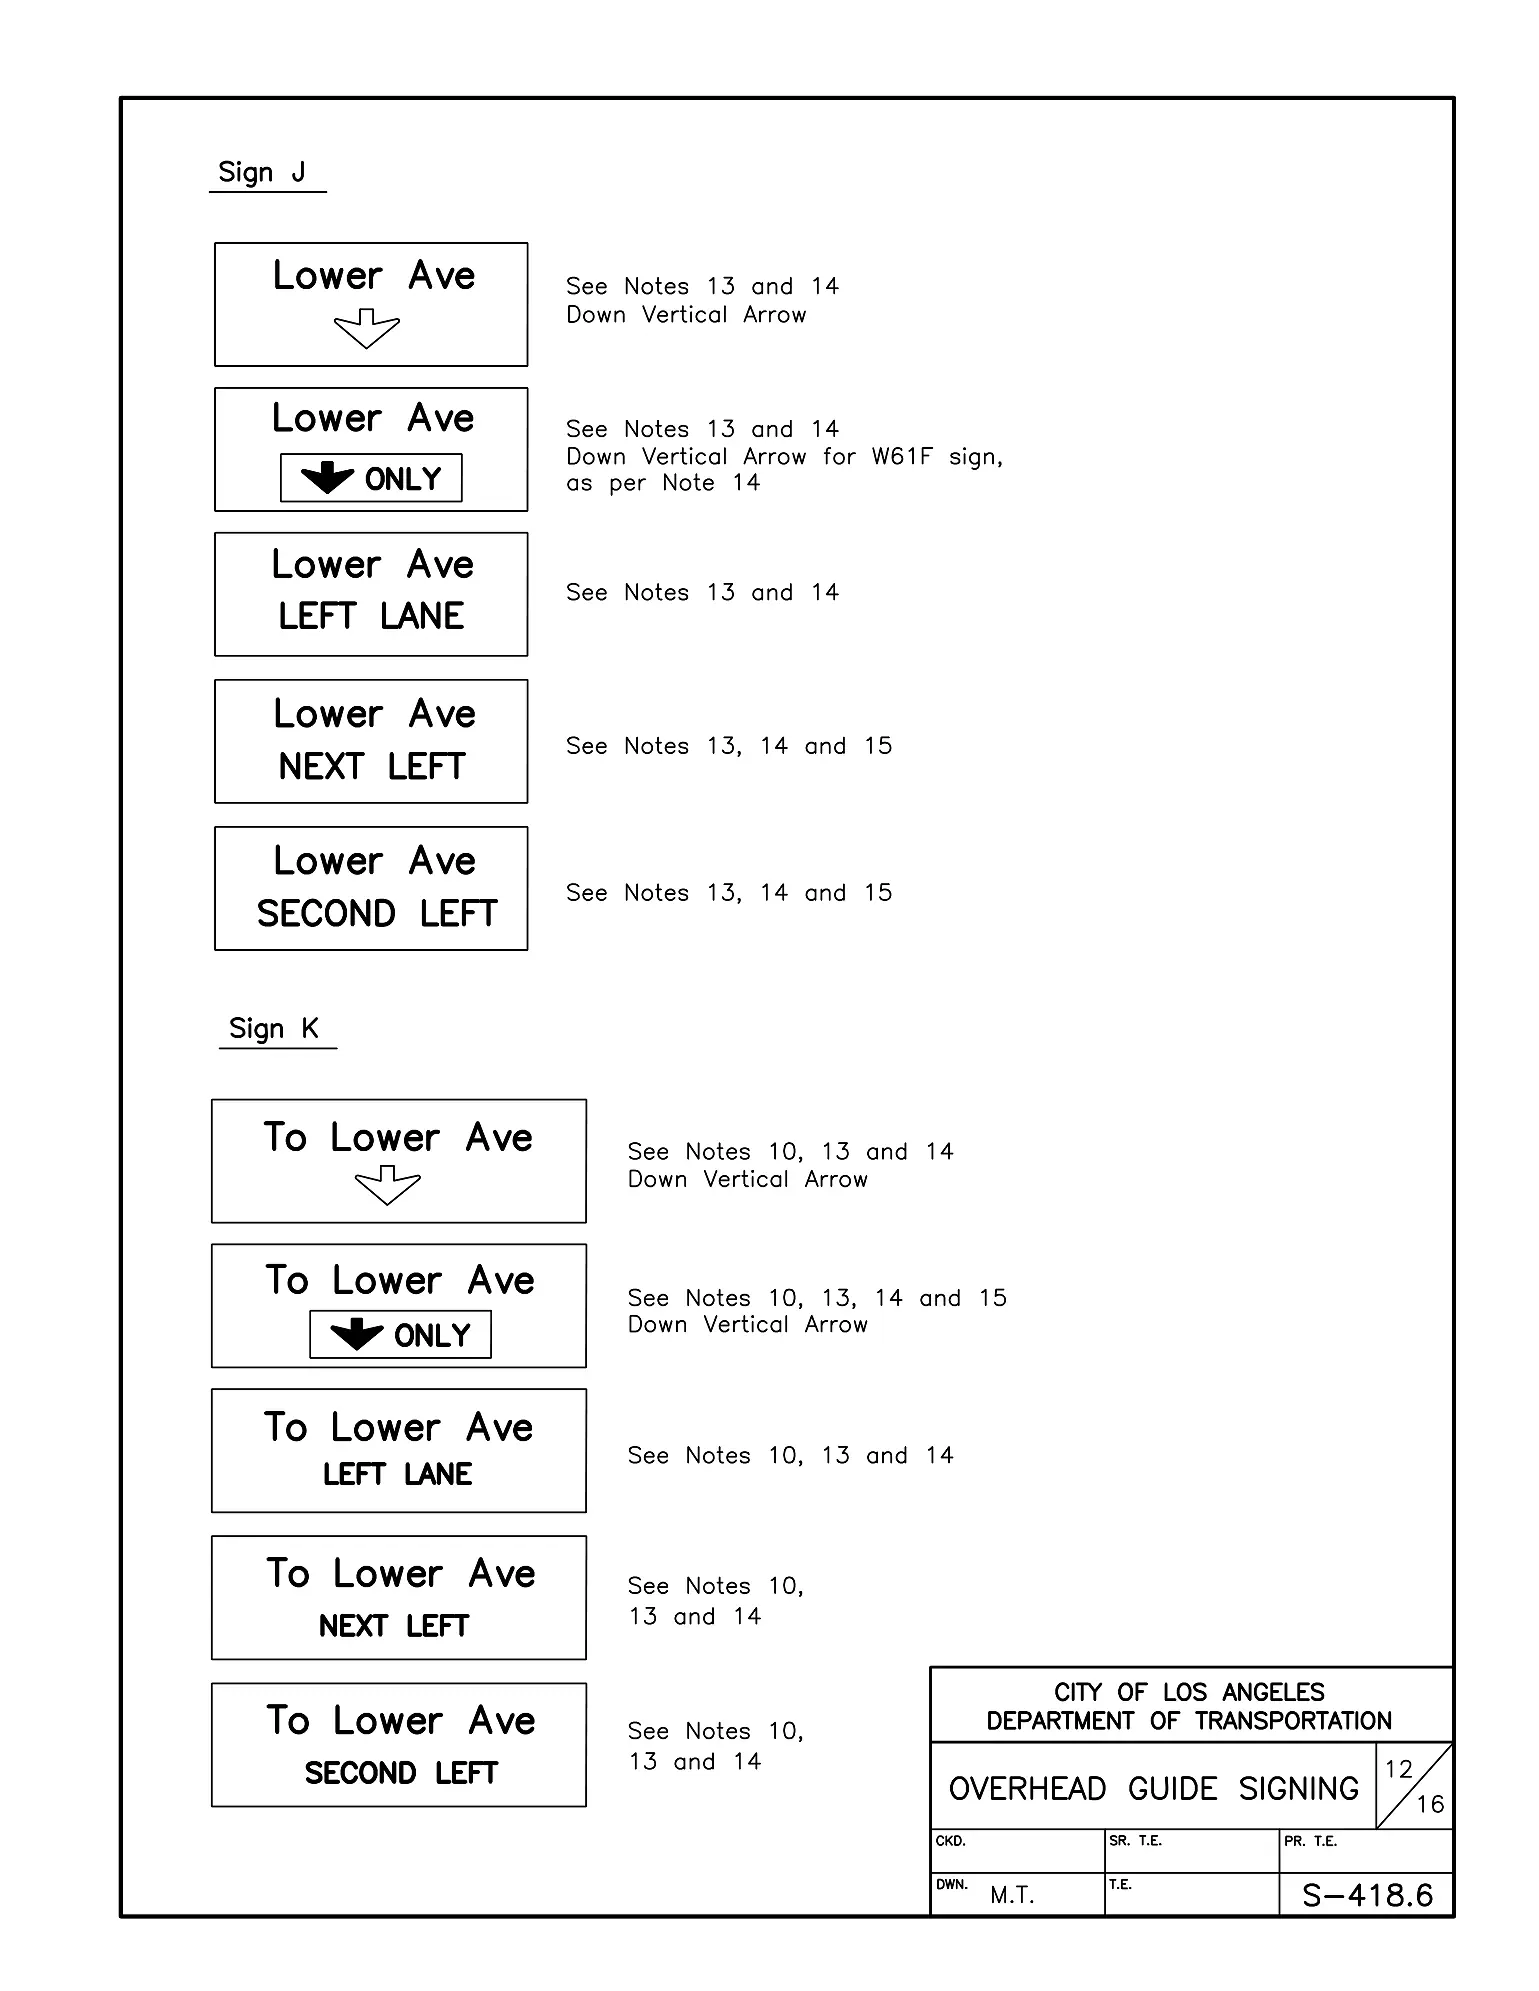 Sign J
Lower Ave
See Notes 13 and 14
Down Vertical Arrow
Lower Ave
ONLY
See Notes 13 and 14
Down Vertical Arrow for W61F sign,
as per Note 14
Lower Ave
LEFT LANE
See Notes 13 and 14
Lower Ave
NEXT LEFT
See Notes 13, 14 and 15
Lower Ave
SECOND LEFT
See Notes 13, 14 and 15
Sign K
To Lower Ave
See Notes 10, 13 and 14
Down Vertical Arrow
To Lower Ave
ONLY
See Notes 10, 13, 14 and 15
Down Vertical Arrow
To Lower Ave
LEFT LANE
See Notes 10, 13 and 14
To Lower Ave
NEXT LEFT
See Notes 10,
13 and 14
To Lower Ave
SECOND LEFT
See Notes 10,
13 and 14
CITY OF LOS ANGELES
DEPARTMENT OF TRANSPORTATION
OVERHEAD GUIDE SIGNING
12
16
CKD.
SR. T.E.
PR. T.E.
DWN. M.T.
T.E.
S-418.6